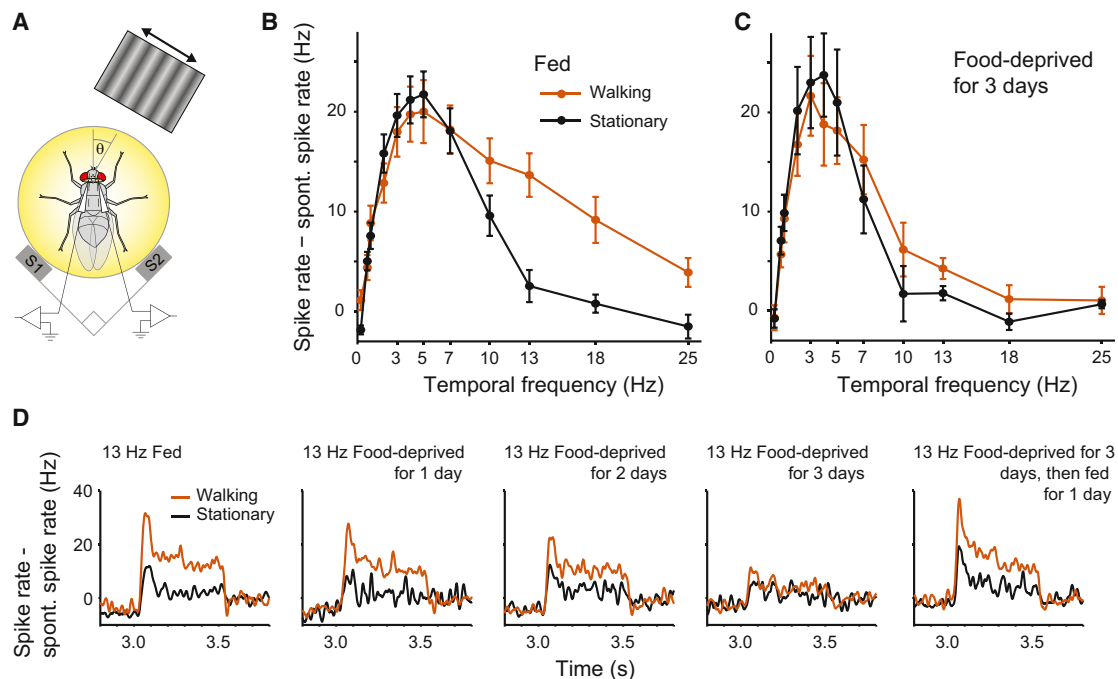 A
θ
S1
S2
B
Spike rate – spont. spike rate (Hz)
20
10
0
Fed
Walking
Stationary
0 3 5 7 10 13 18 25
Temporal frequency (Hz)
C
Food-deprived
for 3 days
20
10
0
0 3 5 7 10 13 18 25
Temporal frequency (Hz)
D
Spike rate -
spont. spike rate (Hz)
40
20
0
13 Hz Fed
Walking
Stationary
3.0 3.5
13 Hz Food-deprived
for 1 day
3.0 3.5
13 Hz Food-deprived
for 2 days
3.0 3.5
13 Hz Food-deprived
for 3 days
3.0 3.5
13 Hz Food-deprived for 3
days, then fed
for 1 day
3.0 3.5
Time (s)